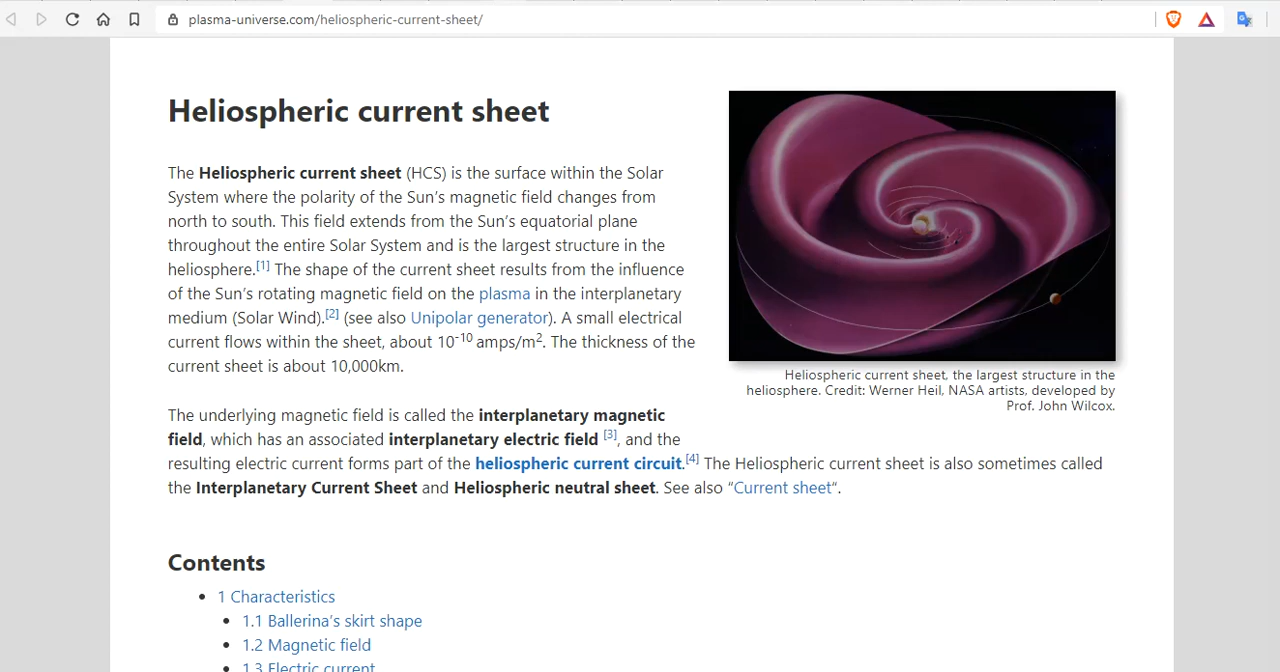 plasma-universe.com/heliospheric-current-sheet/
Heliospheric current sheet
The Heliospheric current sheet (HCS) is the surface within the Solar
System where the polarity of the Sun’s magnetic field changes from
north to south. This field extends from the Sun’s equatorial plane
throughout the entire Solar System and is the largest structure in the
heliosphere.[1] The shape of the current sheet results from the influence
of the Sun’s rotating magnetic field on the plasma in the interplanetary
medium (Solar Wind).[2] (see also Unipolar generator). A small electrical
current flows within the sheet, about 10-10 amps/m2. The thickness of the
current sheet is about 10,000km.
Heliospheric current sheet. the largest structure in the
heliosphere. Credit: Werner Heil, NASA artists, developed by
Prof. John Wilcox.
The underlying magnetic field is called the interplanetary magnetic
field, which has an associated interplanetary electric field [3], and the
resulting electric current forms part of the heliospheric current circuit.[4] The Heliospheric current sheet is also sometimes called
the Interplanetary Current Sheet and Heliospheric neutral sheet. See also “Current sheet“.
Contents
1 Characteristics
1.1 Ballerina’s skirt shape
1.2 Magnetic field
1.3 Electric current